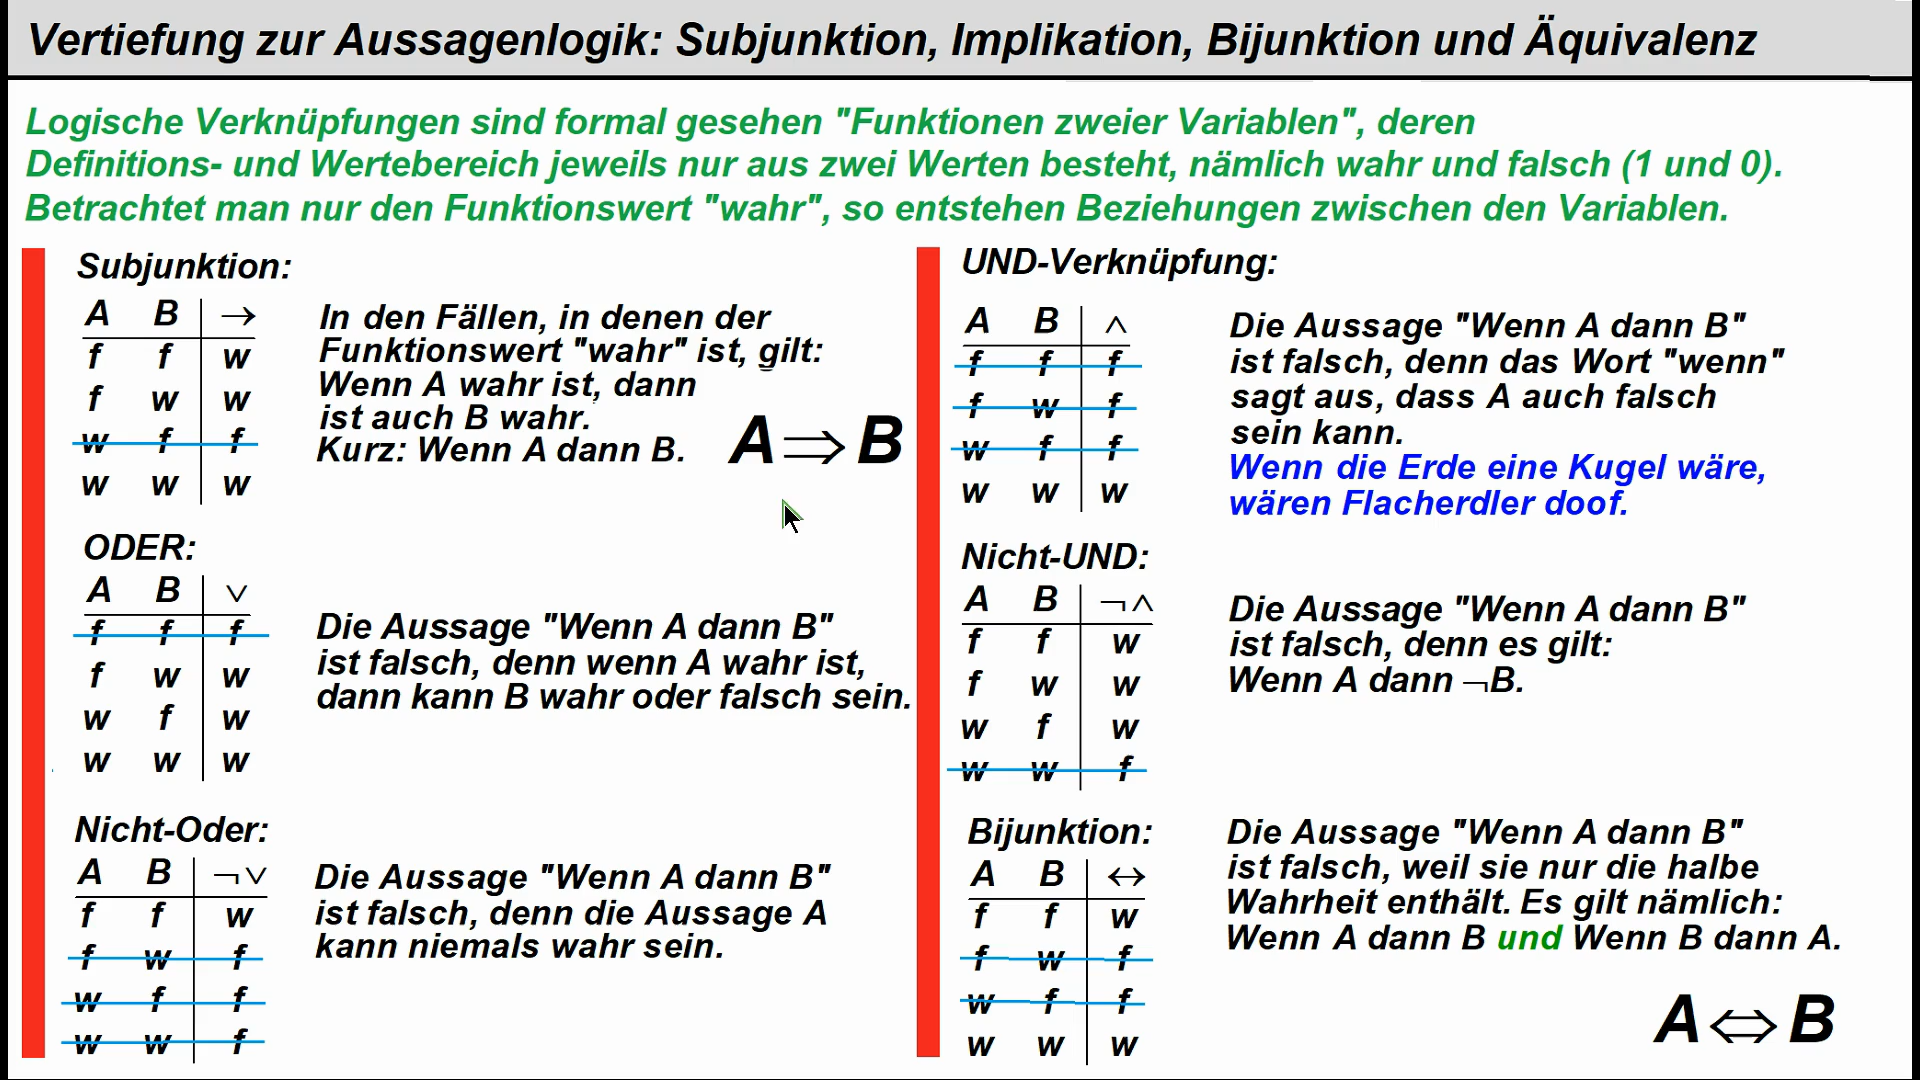 Vertiefung zur Aussagenlogik: Subjunktion, Implikation, Bijunktion und Äquivalenz
Logische Verknüpfungen sind formal gesehen "Funktionen zweier Variablen", deren
Definitions- und Wertebereich jeweils nur aus zwei Werten besteht, nämlich wahr und falsch (1 und 0).
Betrachtet man nur den Funktionswert "wahr", so entstehen Beziehungen zwischen den Variablen.
Subjunktion:
A B →
f f w
f w w
w f f
w w w
In den Fällen, in denen der
Funktionswert "wahr" ist, gilt:
Wenn A wahr ist, dann
ist auch B wahr.
Kurz: Wenn A dann B.
A ⇒ B
ODER:
A B ∨
f f f
f w w
w f w
w w w
Die Aussage "Wenn A dann B"
ist falsch, denn wenn A wahr ist,
dann kann B wahr oder falsch sein.
Nicht-Oder:
A B ¬∨
f f w
f w f
w f f
w w f
Die Aussage "Wenn A dann B"
ist falsch, denn die Aussage A
kann niemals wahr sein.
UND-Verknüpfung:
A B ∧
f f f
f w f
w f f
w w w
Die Aussage "Wenn A dann B"
ist falsch, denn das Wort "wenn"
sagt aus, dass A auch falsch
sein kann.
Wenn die Erde eine Kugel wäre,
wären Flacherdler doof.
Nicht-UND:
A B ¬∧
f f w
f w w
w f w
w w f
Die Aussage "Wenn A dann B"
ist falsch, denn es gilt:
Wenn A dann ¬B.
Bijunktion:
A B ↔
f f w
f w f
w f f
w w w
Die Aussage "Wenn A dann B"
ist falsch, weil sie nur die halbe
Wahrheit enthält. Es gilt nämlich:
Wenn A dann B und Wenn B dann A.
A ⇔ B